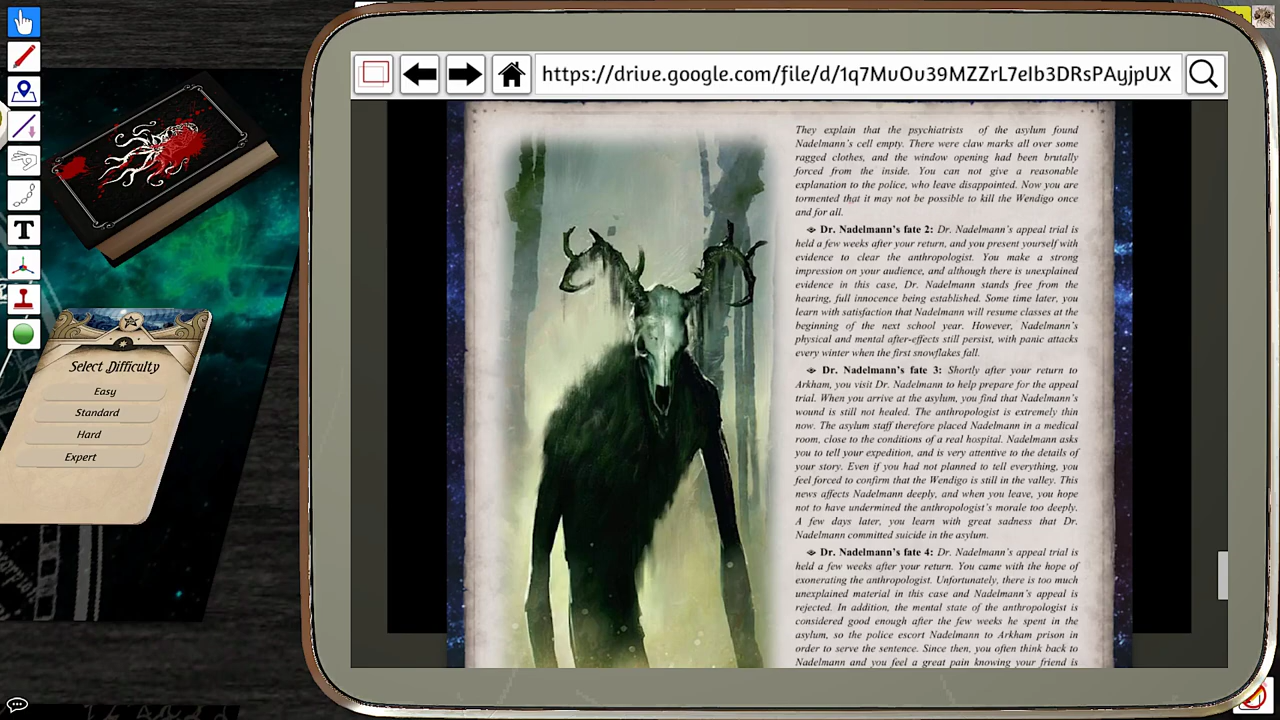 https://drive.google.com/file/d/1q7MvOv39MZZrL7eIb3DRsPAyjpUX
They explain that the psychiatrists of the asylum found
Nadelmann's cell empty. There were claw marks all over some
ragged clothes, and the window opening had been brutally
forced from the inside. You can not give a reasonable
explanation to the police, who leave disappointed. Now you are
tormented that it may not be possible to kill the Wendigo once
and for all.
Dr. Nadelmann's fate 2: Dr. Nadelmann's appeal trial is
held a few weeks after your return, and you present yourself with
evidence to clear the anthropologist. You make a strong
impression on your audience, and although there is unexplained
evidence in this case, Dr. Nadelmann stands free from the
hearing, full innocence being established. Some time later, you
learn with satisfaction that Nadelmann will resume classes at the
beginning of the next school year. However, Nadelmann's
physical and mental after-effects still persist, with panic attacks
every winter when the first snowflakes fall.
Dr. Nadelmann's fate 3: Shortly after your return to
Arkham, you visit Dr. Nadelmann to help prepare for the appeal
trial. When you arrive at the asylum, you find that Nadelmann's
wound is still not healed. The anthropologist is extremely thin
now. The asylum staff therefore placed Nadelmann in a medical
room, close to the conditions of a real hospital. Nadelmann asks
you to tell your expedition, and is very attentive to the details of
your story. Even if you had not planned to tell everything, you
feel forced to confirm that the Wendigo is still in the valley. This
news affects Nadelmann deeply, and when you leave, you hope
not to have undermined the anthropologist's morale too deeply.
A few days later, you learn with great sadness that Dr.
Nadelmann committed suicide in the asylum.
Dr. Nadelmann's fate 4: Dr. Nadelmann's appeal trial is
held a few weeks after your return. You came with the hope of
exonerating the anthropologist. Unfortunately, there is too much
unexplained material in this case and Nadelmann's appeal is
rejected. In addition, the mental state of the anthropologist is
considered good enough after the few weeks he spent in the
asylum, so the police escort Nadelmann to Arkham prison in
order to serve the sentence. Since then, you often think back to
Nadelmann and you feel a great pain knowing your friend is
Select Difficulty
Easy
Standard
Hard
Expert
T